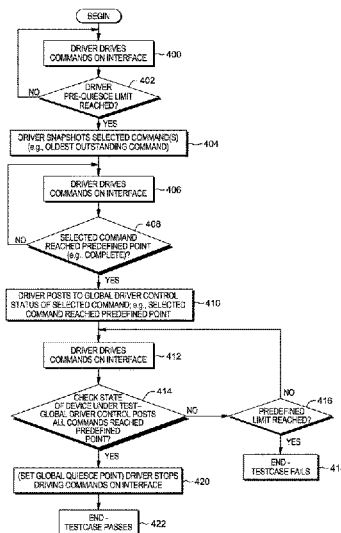 BEGIN
DRIVER DRIVES
COMMANDS ON INTERFACE
400
402
DRIVER
PRE-QUIESCE LIMIT
REACHED?
NO
YES
DRIVER SNAPSHOTS SELECTED COMMAND(S)
(e.g., OLDEST OUTSTANDING COMMAND)
404
DRIVER DRIVES
COMMANDS ON INTERFACE
406
408
SELECTED COMMAND
REACHED PREDEFINED POINT
(e.g., COMPLETE)?
NO
YES
DRIVER POSTS TO GLOBAL DRIVER CONTROL
STATUS OF SELECTED COMMAND; e.g., SELECTED
COMMAND REACHED PREDEFINED POINT
410
DRIVER DRIVES
COMMANDS ON INTERFACE
412
414
CHECK STATE
OF DEVICE UNDER TEST--
GLOBAL DRIVER CONTROL POSTS
ALL COMMANDS REACHED
PREDEFINED
POINT?
NO
YES
NO
416
PREDEFINED
LIMIT REACHED?
YES
END -
TESTCASE FAILS
(SET GLOBAL QUIESCE POINT) DRIVER STOPS
DRIVING COMMANDS ON INTERFACE
420
END -
TESTCASE PASSES
422